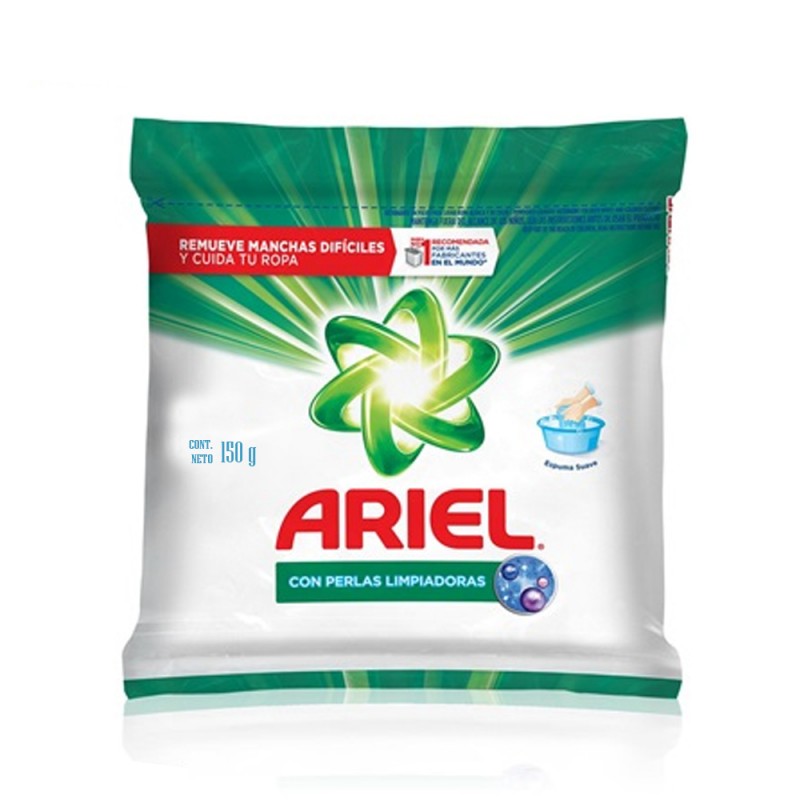 REMUEVE MANCHAS DIFÍCILES
Y CUIDA TU ROPA
1
RECOMENDADA
POR MÁS
FABRICANTES
EN EL MUNDO*
CONT.
NETO 150 g
Espuma Suave
ARIEL
CON PERLAS LIMPIADORAS